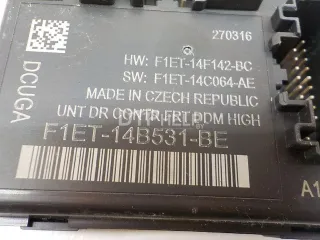 270316
HW: F1ET-14F142-BC
SW: F1ET-14C064-AE
MADE IN CZECH REPUBLIC
UNT DR CONTR FRT PDM HIGH
F1ET-14B531-BE
DCUGA
A1